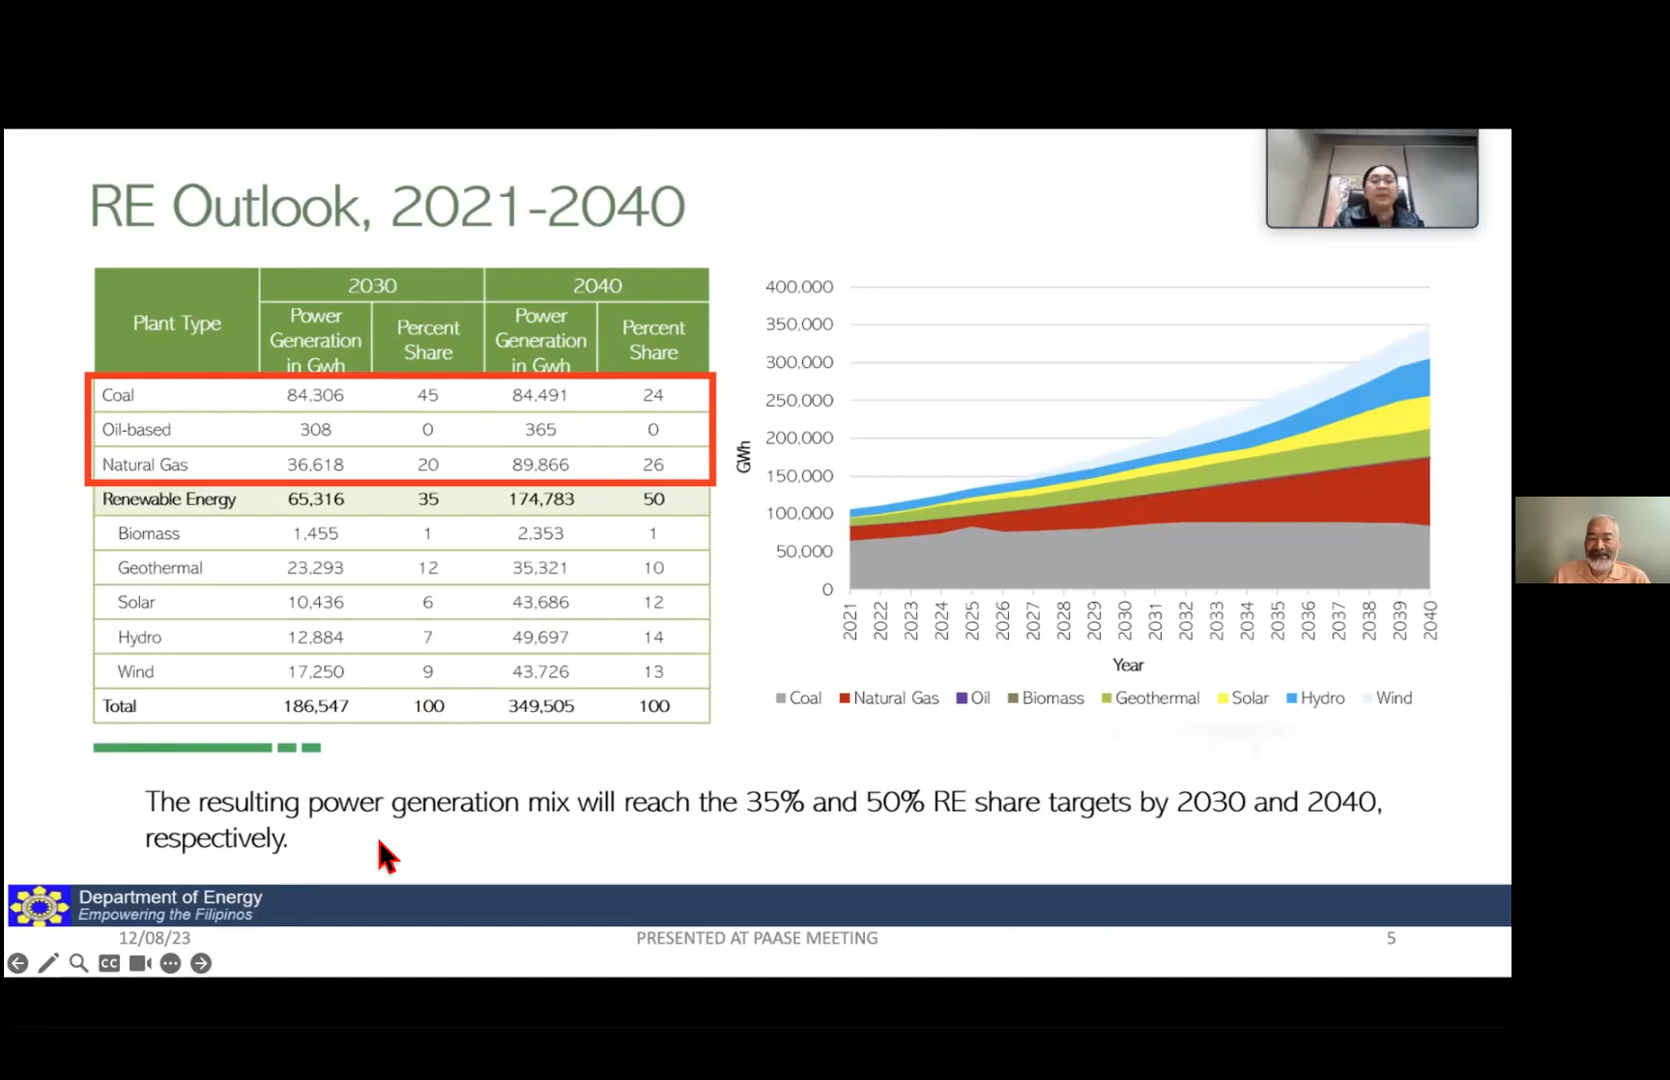 RE Outlook, 2021-2040
Plant Type 2030 2040
Power Generation in Gwh Percent Share Power Generation in Gwh Percent Share
Coal 84,306 45 84,491 24
Oil-based 308 0 365 0
Natural Gas 36,618 20 89,866 26
Renewable Energy 65,316 35 174,783 50
Biomass 1,455 1 2,353 1
Geothermal 23,293 12 35,321 10
Solar 10,436 6 43,686 12
Hydro 12,884 7 49,697 14
Wind 17,250 9 43,726 13
Total 186,547 100 349,505 100
400,000
350,000
300,000
250,000
200,000
150,000
100,000
50,000
0
GWh
2021 2022 2023 2024 2025 2026 2027 2028 2029 2030 2031 2032 2033 2034 2035 2036 2037 2038 2039 2040
Year
Coal Natural Gas Oil Biomass Geothermal Solar Hydro Wind
The resulting power generation mix will reach the 35% and 50% RE share targets by 2030 and 2040,
respectively.
Department of Energy
Empowering the Filipinos
12/08/23 PRESENTED AT PAASE MEETING 5
CC